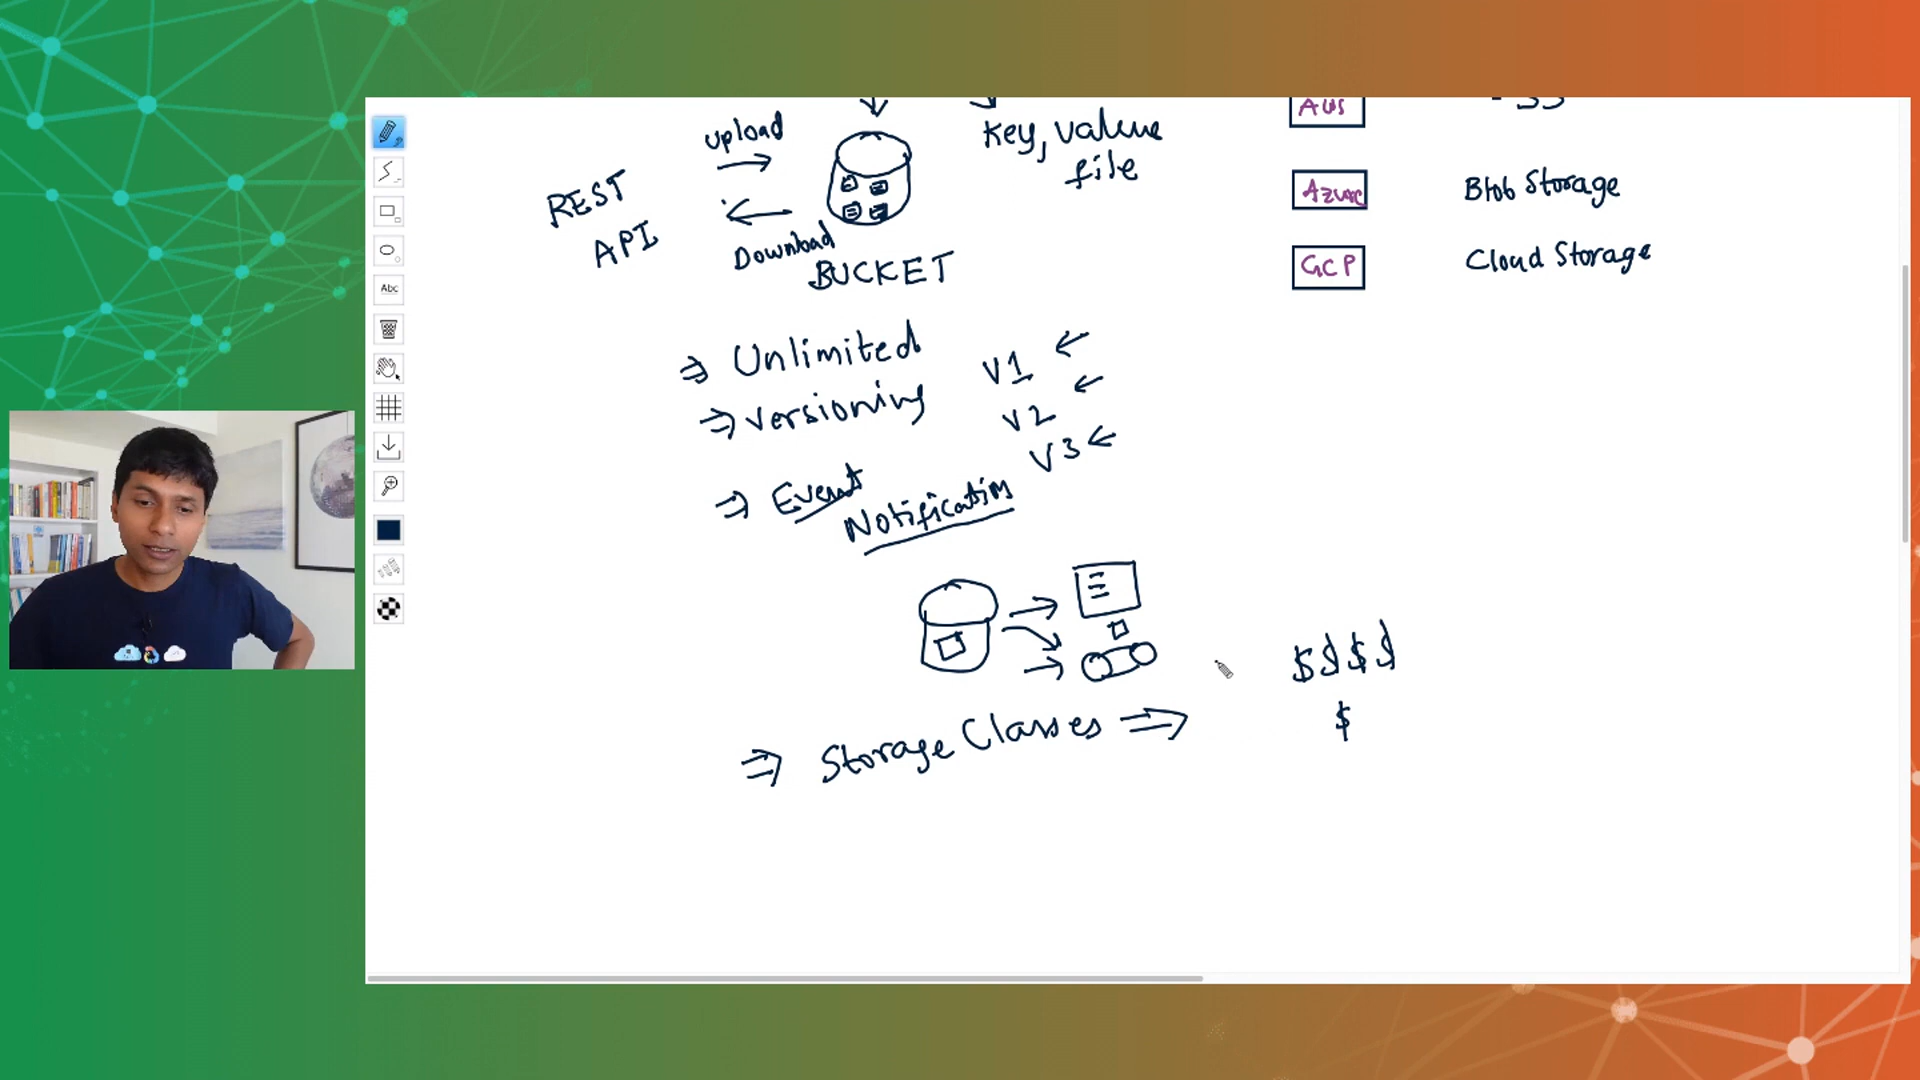 AWS - S3
upload
Key, value
file
REST
API
Download
BUCKET
Azure Blob Storage
GCP Cloud Storage
Abc
⇒ Unlimited
⇒ Versioning
V1 ←
V2 ←
V3 ←
⇒ Event
Notification
$$$$
$
⇒ Storage Classes ⇒